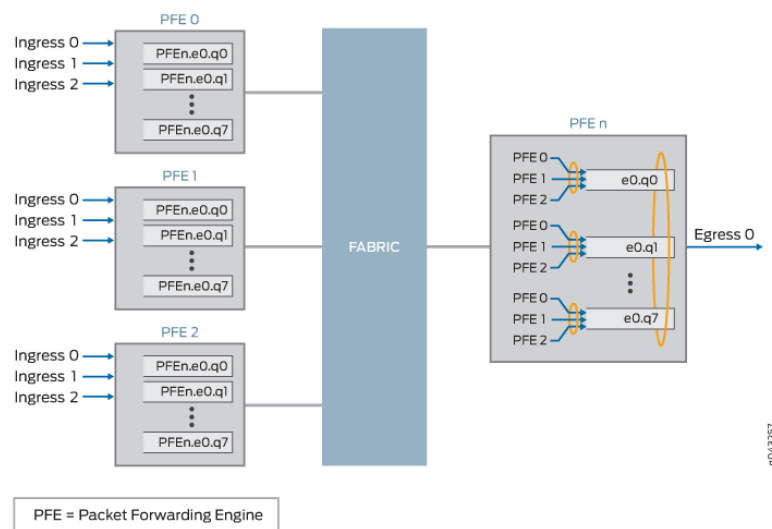 PFE 0
Ingress 0
Ingress 1
Ingress 2
PFEn.e0.q0
PFEn.e0.q1
PFEn.e0.q7
PFE 1
Ingress 0
Ingress 1
Ingress 2
PFEn.e0.q0
PFEn.e0.q1
PFEn.e0.q7
PFE 2
Ingress 0
Ingress 1
Ingress 2
PFEn.e0.q0
PFEn.e0.q1
PFEn.e0.q7
FABRIC
PFE n
PFE 0
PFE 1
PFE 2
e0.q0
PFE 0
PFE 1
PFE 2
e0.q1
PFE 0
PFE 1
PFE 2
e0.q7
Egress 0
g043257
PFE = Packet Forwarding Engine